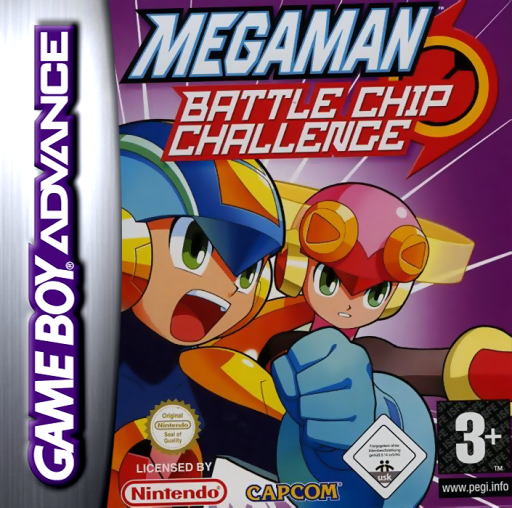 GAME BOY ADVANCE
MEGAMAN
BATTLE CHIP
CHALLENGE
Original
Nintendo
Seal of
Quality
LICENSED BY
Nintendo
CAPCOM
usk
3+
www.pegi.info